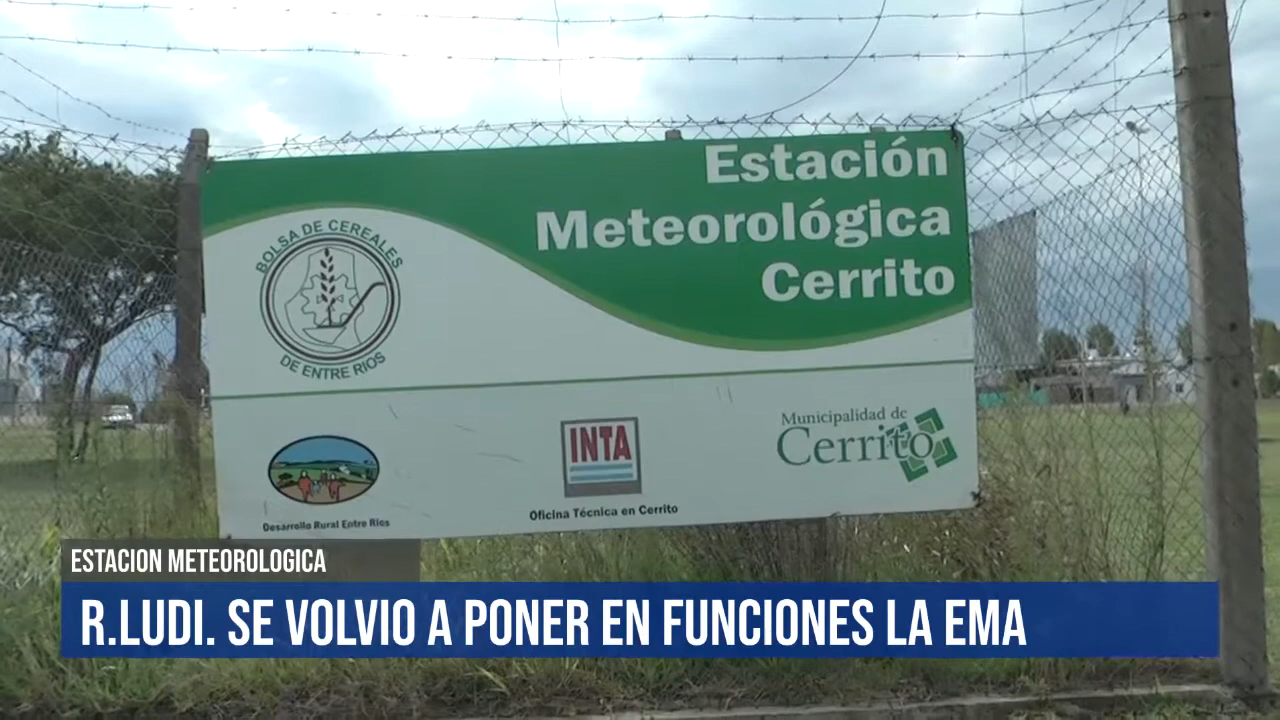 Estación
Meteorológica
Cerrito
BOLSA DE CEREALES
DE ENTRE RIOS
Desarrollo Rural Entre Rios
INTA
Oficina Técnica en Cerrito
Municipalidad de
Cerrito
ESTACION METEOROLOGICA
R.LUDI. SE VOLVIO A PONER EN FUNCIONES LA EMA